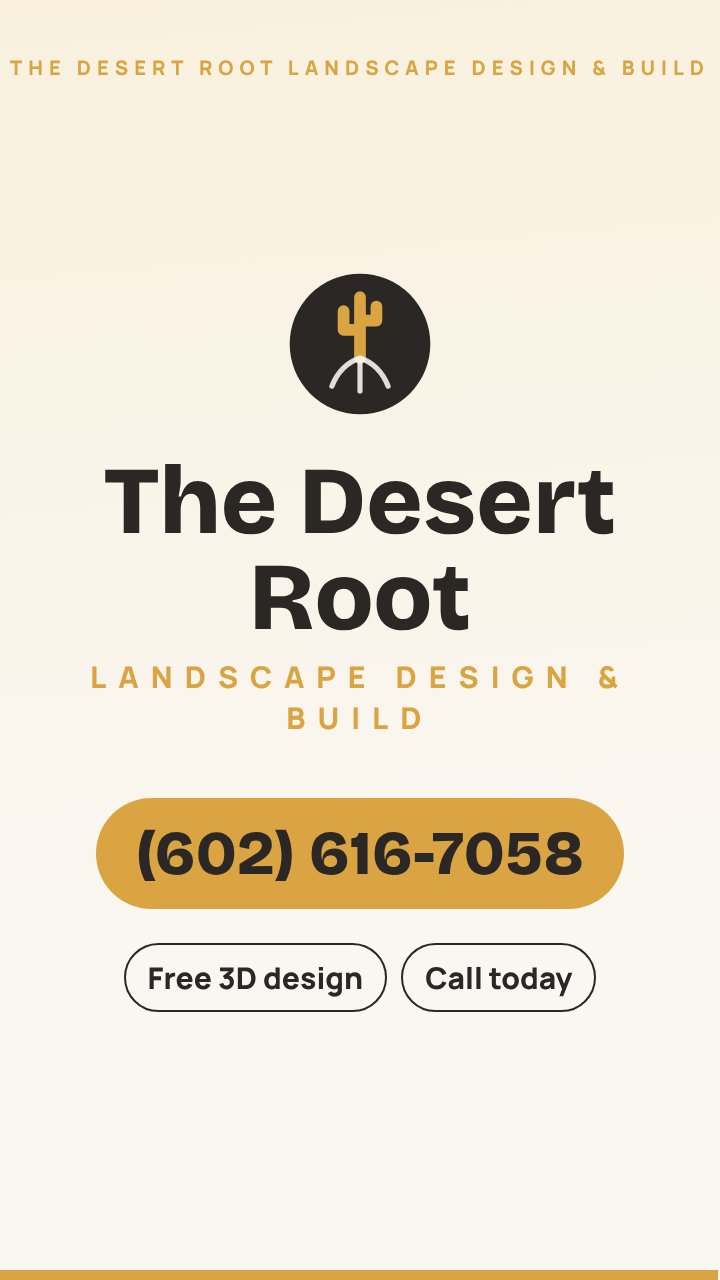 THE DESERT ROOT LANDSCAPE DESIGN & BUILD
The Desert
Root
LANDSCAPE DESIGN &
BUILD
(602) 616-7058
Free 3D design
Call today